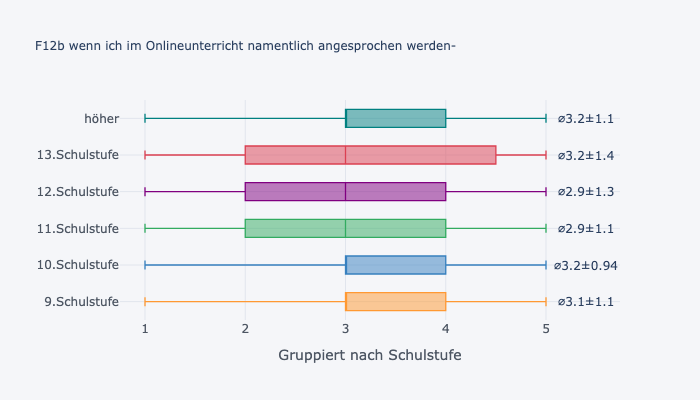 F12b wenn ich im Onlineunterricht namentlich angesprochen werden-
höher ⌀3.2±1.1
13.Schulstufe ⌀3.2±1.4
12.Schulstufe ⌀2.9±1.3
11.Schulstufe ⌀2.9±1.1
10.Schulstufe ⌀3.2±0.94
9.Schulstufe ⌀3.1±1.1
1 2 3 4 5
Gruppiert nach Schulstufe